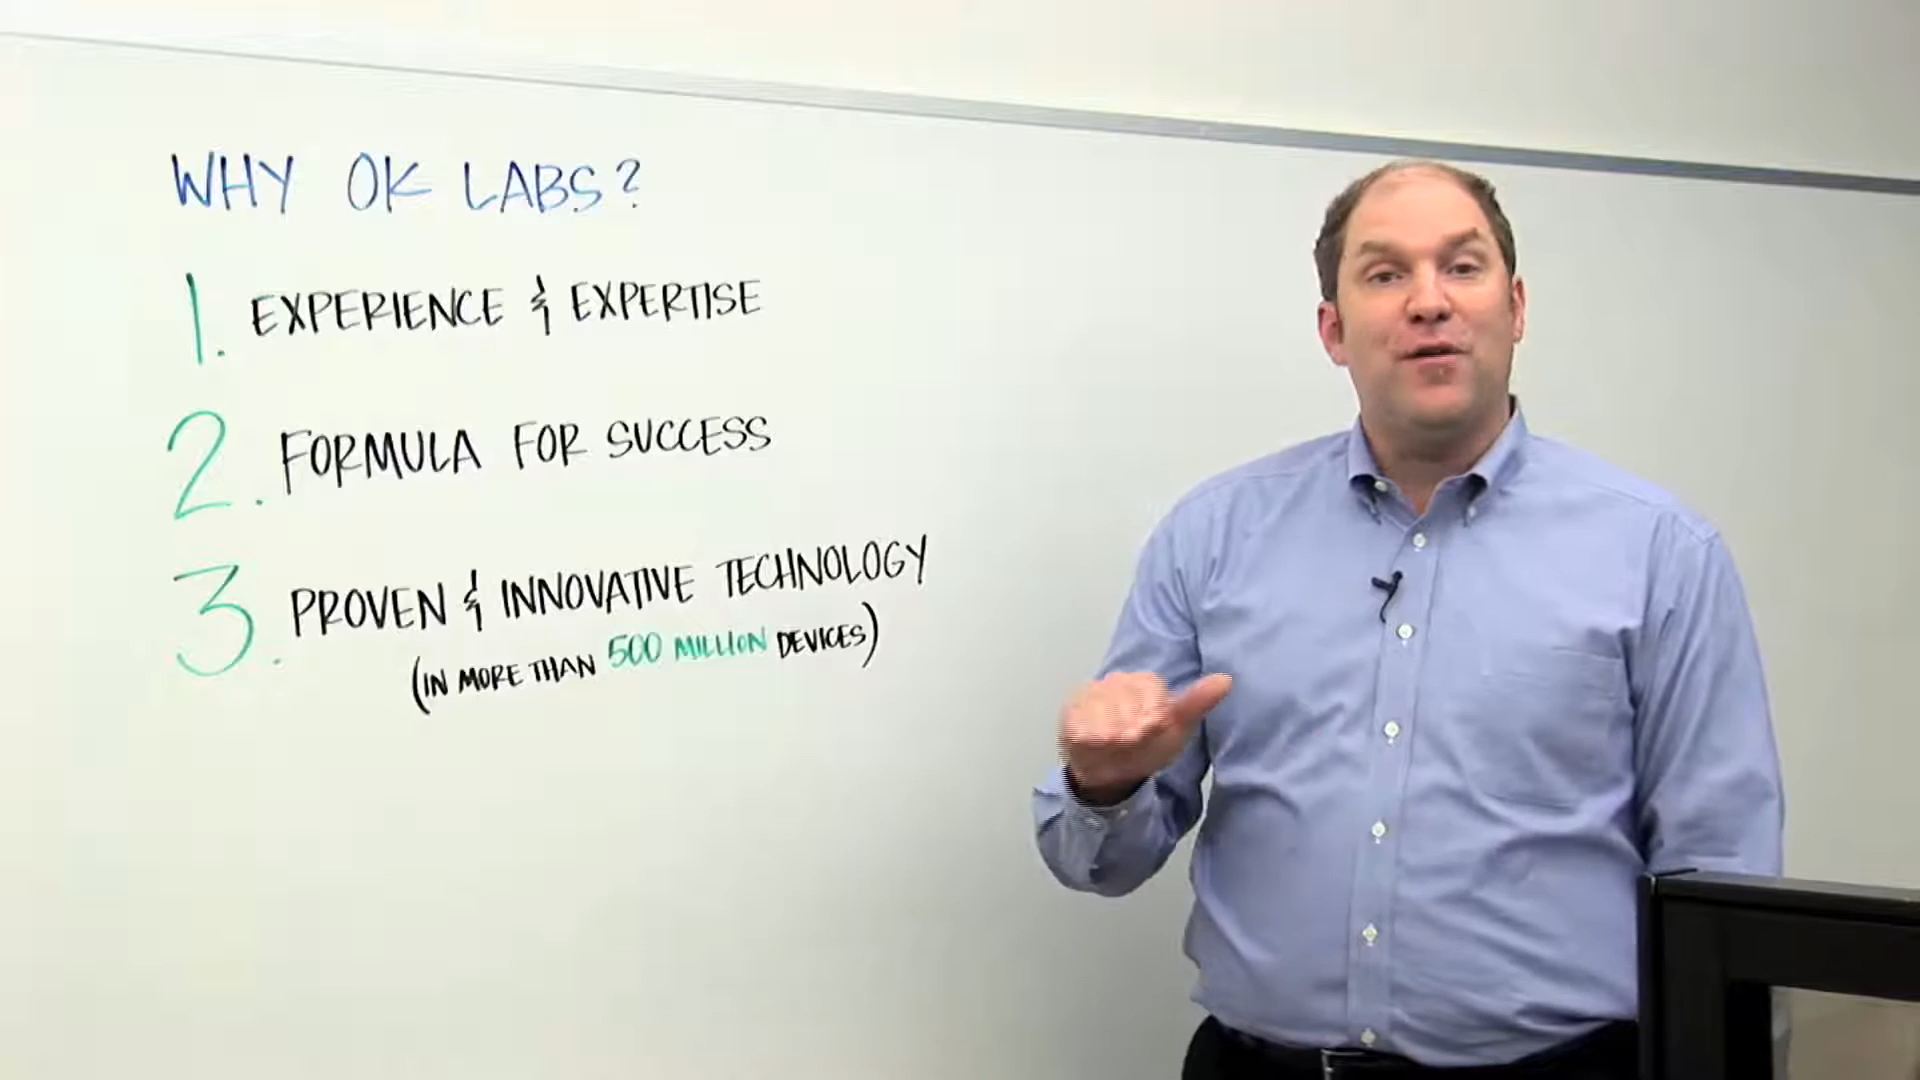 WHY OK LABS?
1. EXPERIENCE & EXPERTISE
2. FORMULA FOR SUCCESS
3. PROVEN & INNOVATIVE TECHNOLOGY
(IN MORE THAN 500 MILLION DEVICES)